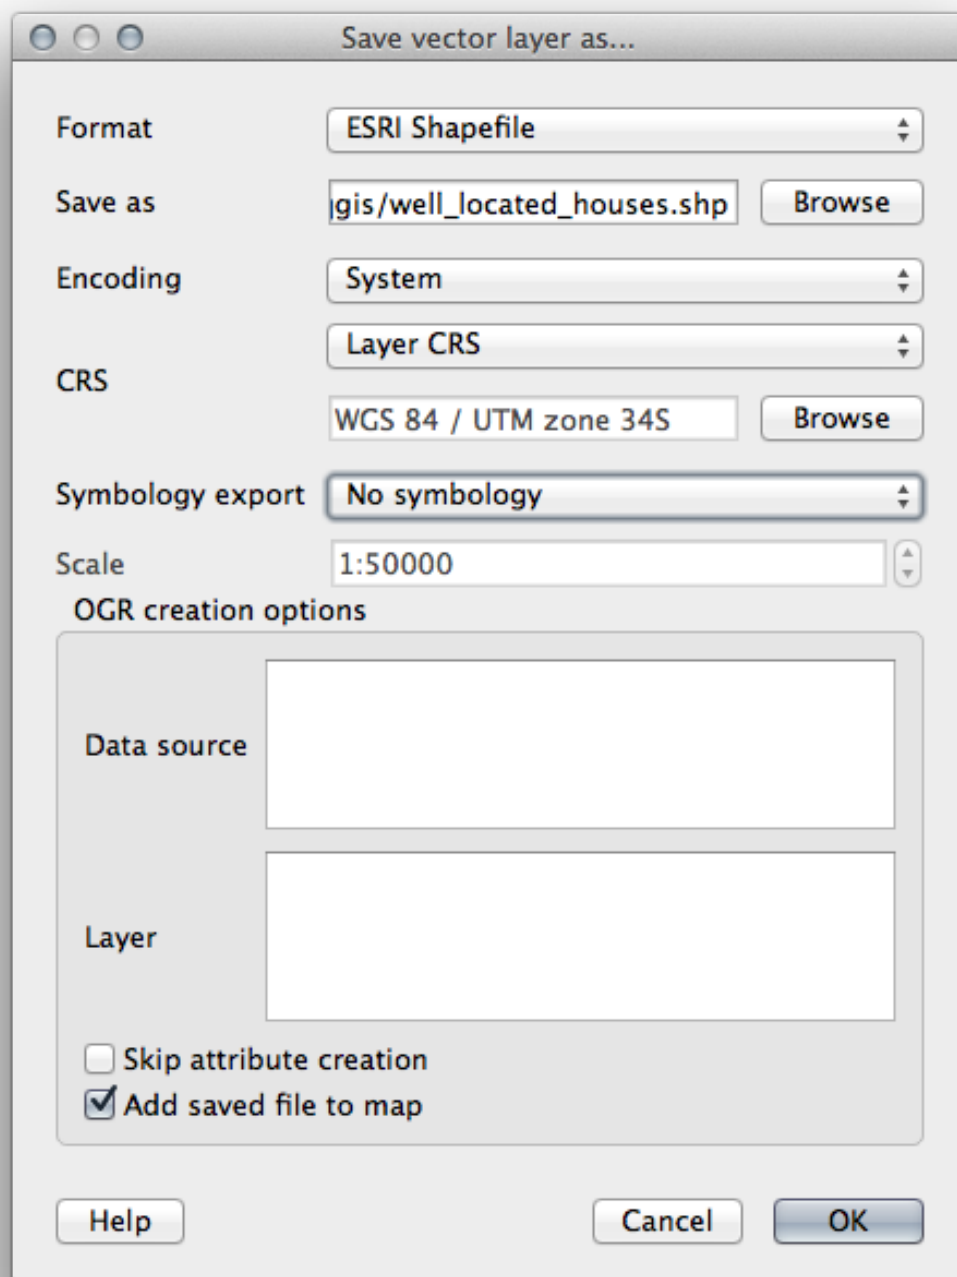 Save vector layer as...
Format ESRI Shapefile
Save as gis/well_located_houses.shp Browse
Encoding System
Layer CRS
CRS
WGS 84 / UTM zone 34S Browse
Symbology export No symbology
Scale 1:50000
OGR creation options
Data source
Layer
Skip attribute creation
Add saved file to map
Help Cancel OK